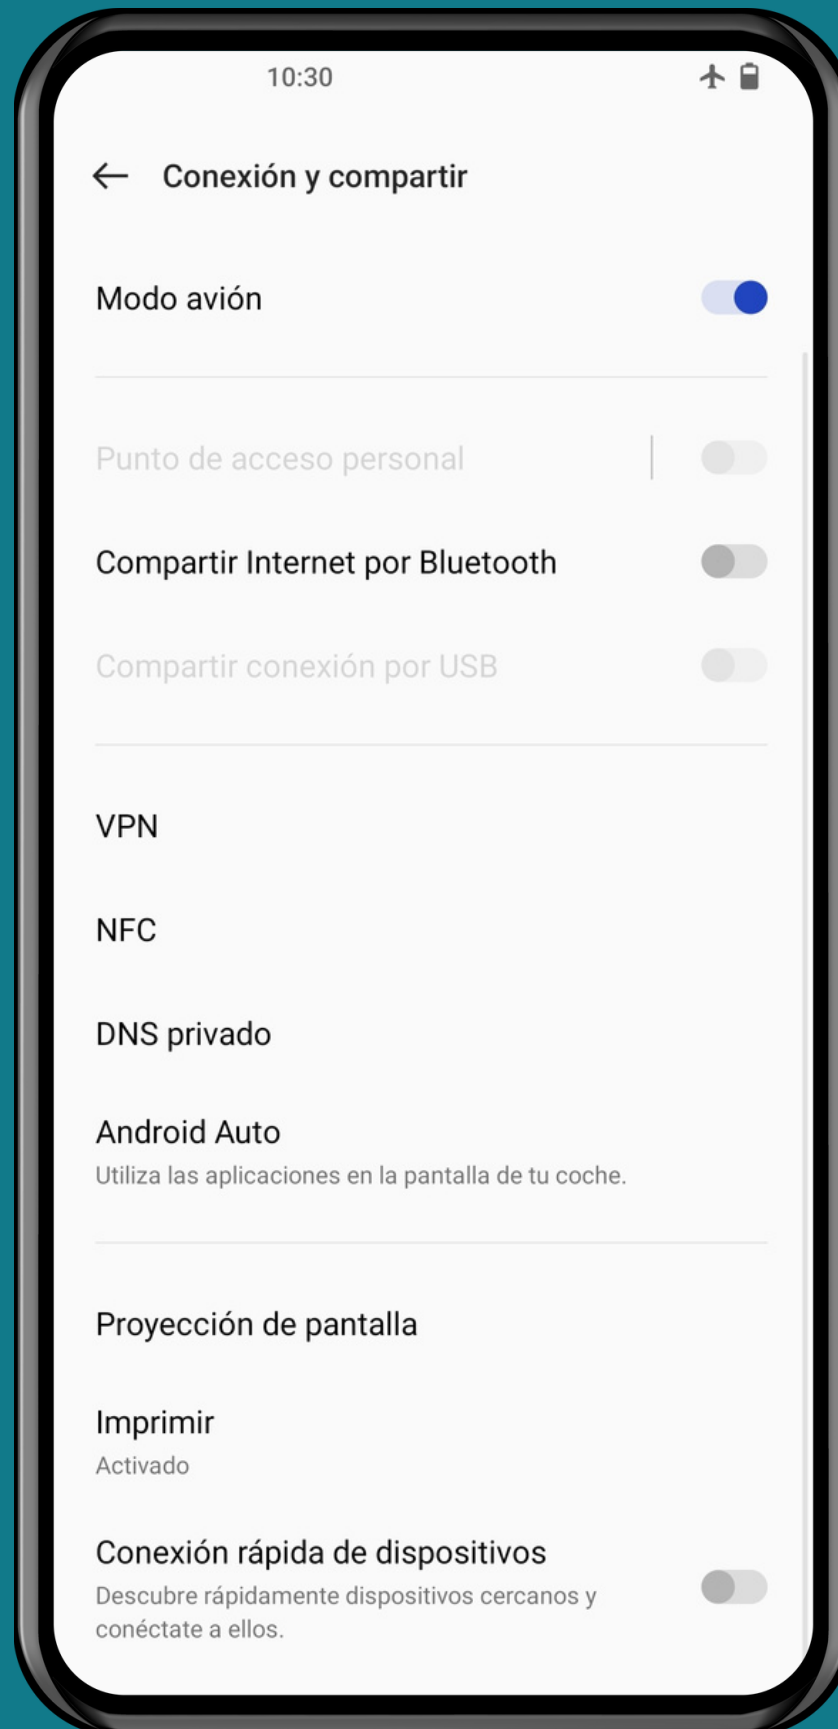 10:30
Conexión y compartir
Modo avión
Punto de acceso personal
Compartir Internet por Bluetooth
Compartir conexión por USB
VPN
NFC
DNS privado
Android Auto
Utiliza las aplicaciones en la pantalla de tu coche.
Proyección de pantalla
Imprimir
Activado
Conexión rápida de dispositivos
Descubre rápidamente dispositivos cercanos y
conéctate a ellos.